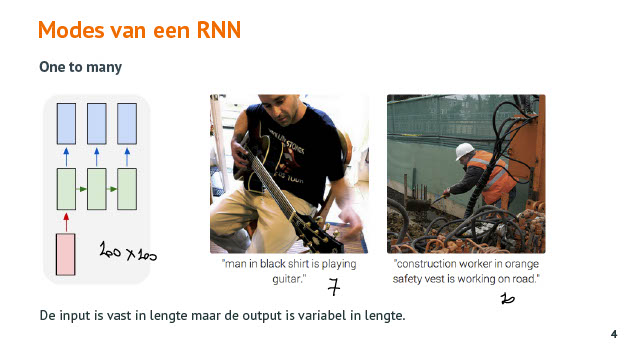 Modes van een RNN
One to many
100 x 100
"man in black shirt is playing
guitar."
7
"construction worker in orange
safety vest is working on road."
De input is vast in lengte maar de output is variabel in lengte.
4